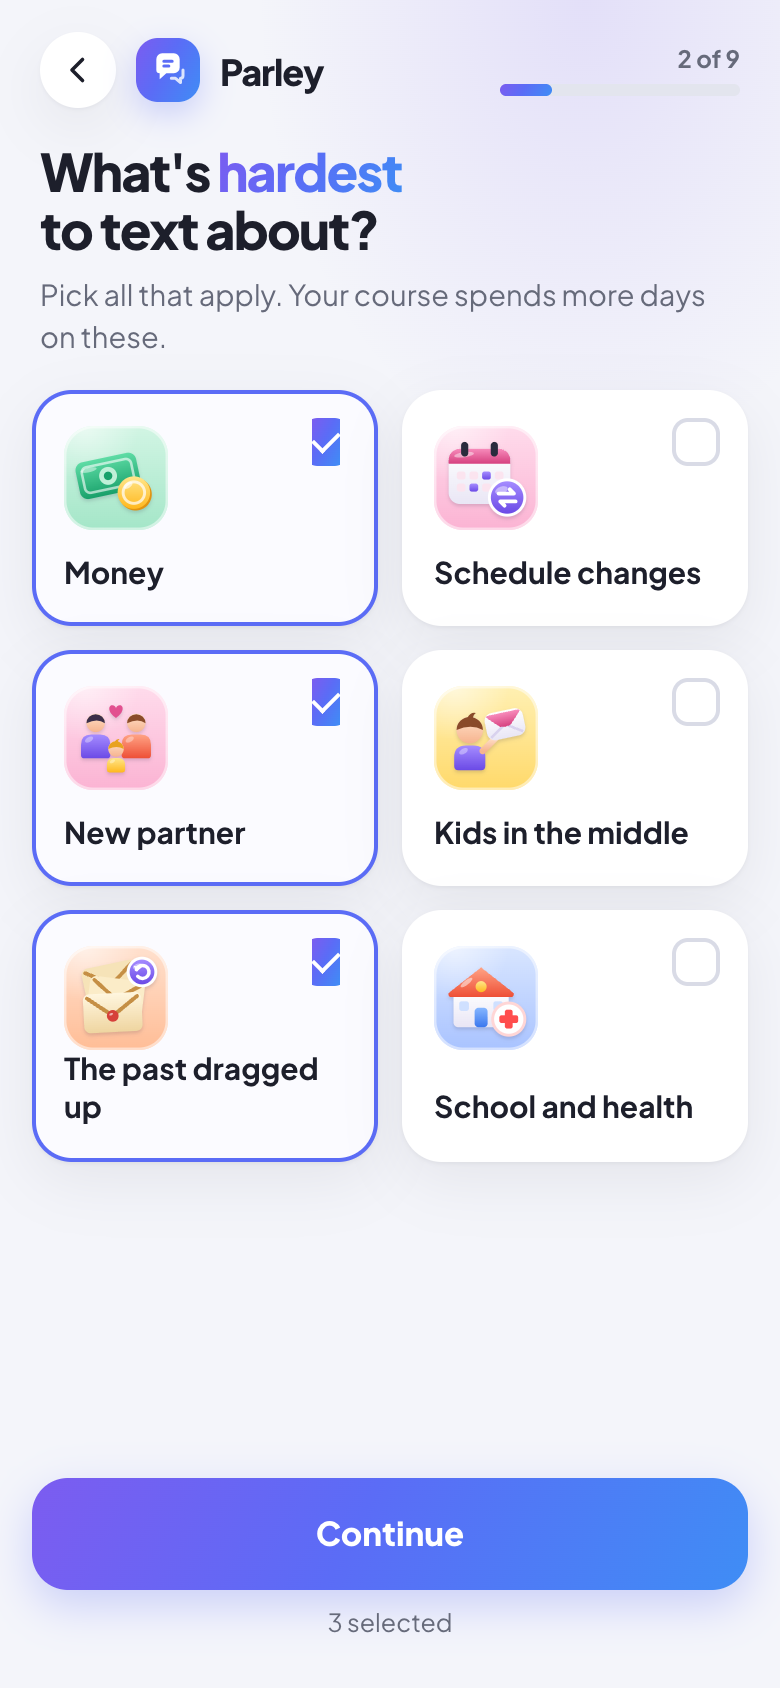 Parley
2 of 9
What's hardest
to text about?
Pick all that apply. Your course spends more days
on these.
Money
Schedule changes
New partner
Kids in the middle
The past dragged
up
School and health
Continue
3 selected